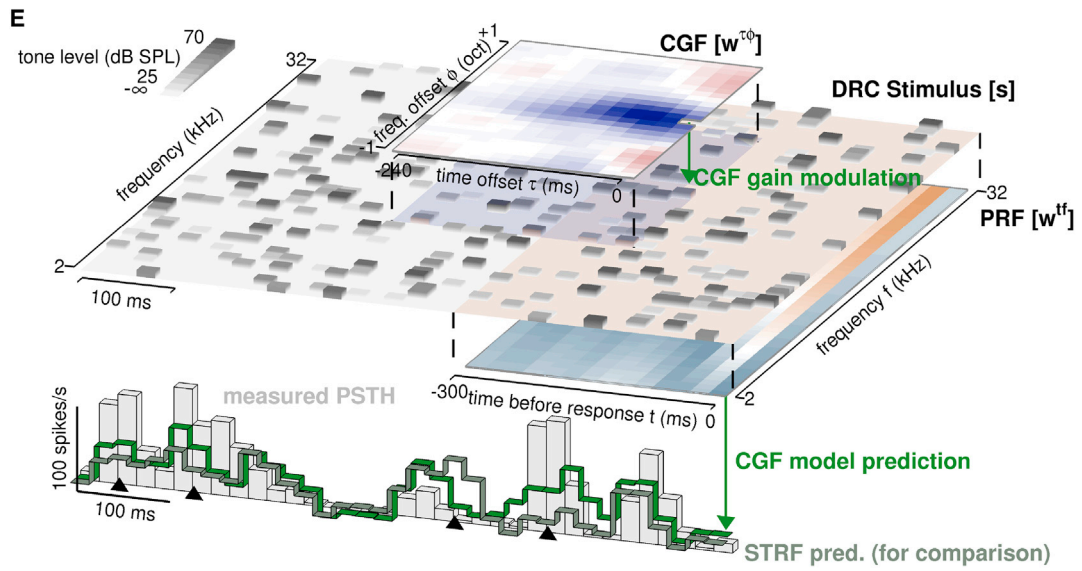 E
70
tone level (dB SPL)
25
-∞
32
frequency (kHz)
2
100 ms
+1
freq. offset ϕ (oct)
-1
-240
time offset τ (ms)
0
CGF [w^τϕ]
DRC Stimulus [s]
CGF gain modulation
32
PRF [w^tf]
frequency f (kHz)
2
-300
time before response t (ms)
0
measured PSTH
100 spikes/s
100 ms
CGF model prediction
STRF pred. (for comparison)